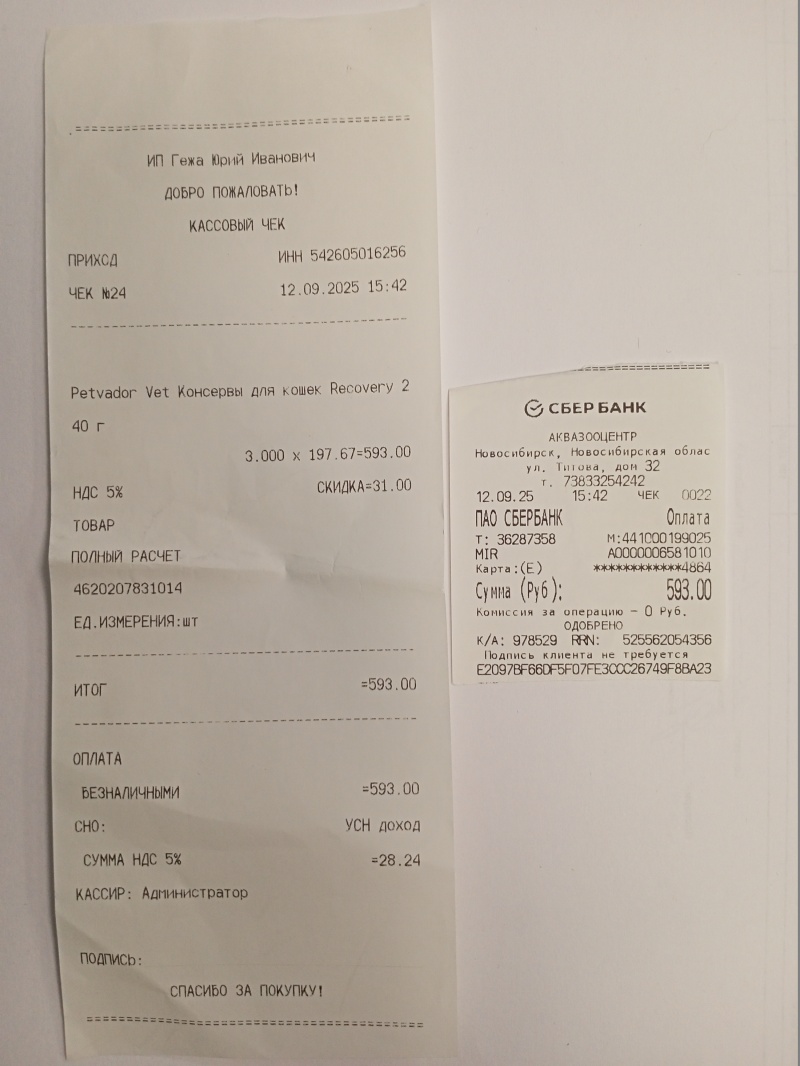 ИП Гежа Юрий Иванович
ДОБРО ПОЖАЛОВАТЬ!
КАССОВЫЙ ЧЕК
ПРИХОД ИНН 542605016256
ЧЕК №24 12.09.2025 15:42
Petvador Vet Консервы для кошек Recovery 2
40 г
3.000 x 197.67=593.00
НДС 5% СКИДКА=31.00
ТОВАР
ПОЛНЫЙ РАСЧЕТ
4620207831014
ЕД.ИЗМЕРЕНИЯ:шт
ИТОГ =593.00
ОПЛАТА
БЕЗНАЛИЧНЫМИ =593.00
СНО: УСН доход
СУММА НДС 5% =28.24
КАССИР: Администратор
ПОДПИСЬ:
СПАСИБО ЗА ПОКУПКУ!
СБЕР БАНК
АКВАЗООЦЕНТР
Новосибирск, Новосибирская облас
ул. Титова, дом 32
т. 73833254242
12.09.25 15:42 ЧЕК 0022
ПАО СБЕРБАНК Оплата
Т: 36287358 М:441000199025
MIR A0000006581010
Карта:(E) ************4864
Сумма (Руб): 593.00
Комиссия за операцию - 0 Руб.
ОДОБРЕНО
К/А: 978529 RRN: 525562054356
Подпись клиента не требуется
E2097BF66DF5F07FE3CCC26749F8BA23